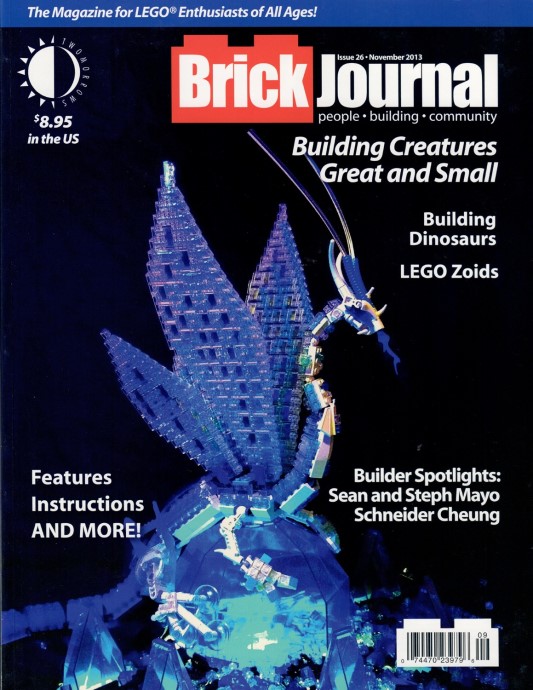 The Magazine for LEGO® Enthusiasts of All Ages!
TWOMORROWS
$8.95
in the US
Issue 26 • November 2013
BrickJournal
people • building • community
Building Creatures
Great and Small
Building
Dinosaurs
LEGO Zoids
Features
Instructions
AND MORE!
Builder Spotlights:
Sean and Steph Mayo
Schneider Cheung
09
0 74470 23979 8